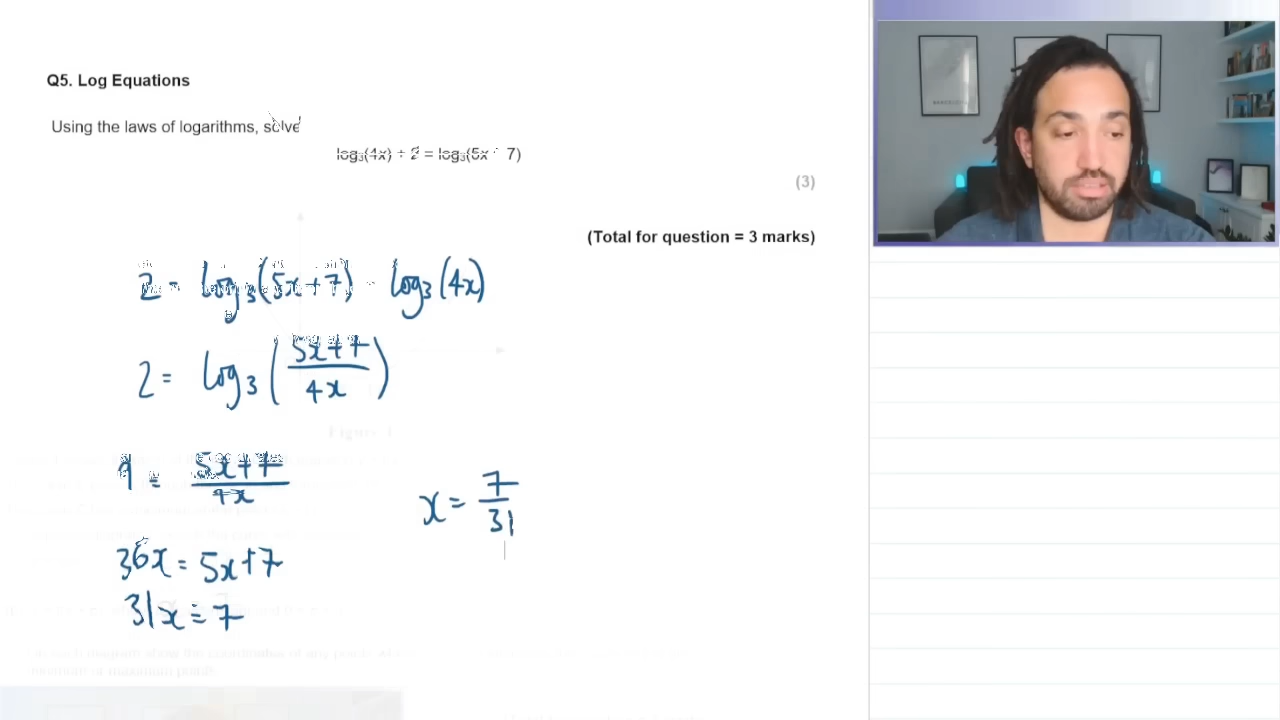 Q5. Log Equations
Using the laws of logarithms, solve
log₃(4x) + 2 = log₃(5x + 7)
(3)
(Total for question = 3 marks)
2 = log₃(5x+7) - log₃(4x)
2 = log₃((5x+7)/(4x))
9 = (5x+7)/(4x)
x = 7/31
36x = 5x+7
31x = 7